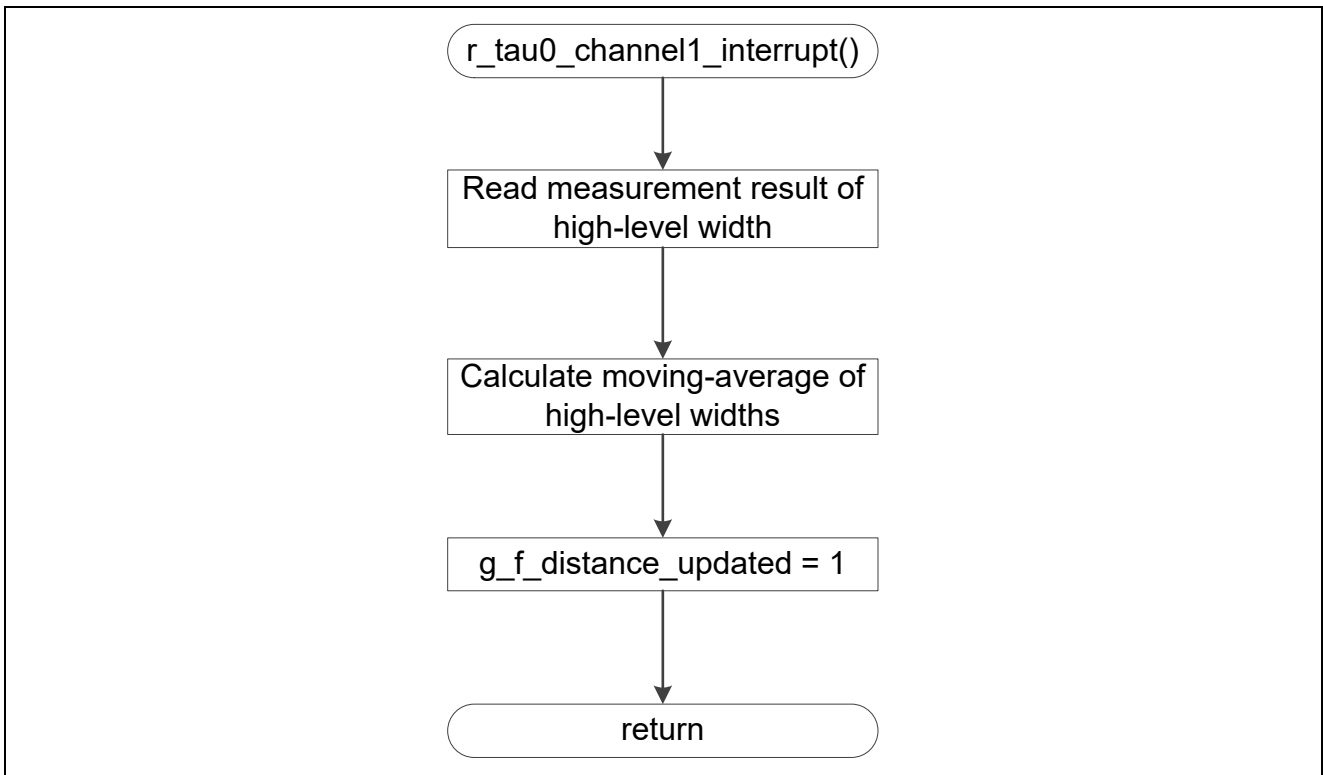 r_tau0_channel1_interrupt()
Read measurement result of
high-level width
Calculate moving-average of
high-level widths
g_f_distance_updated = 1
return